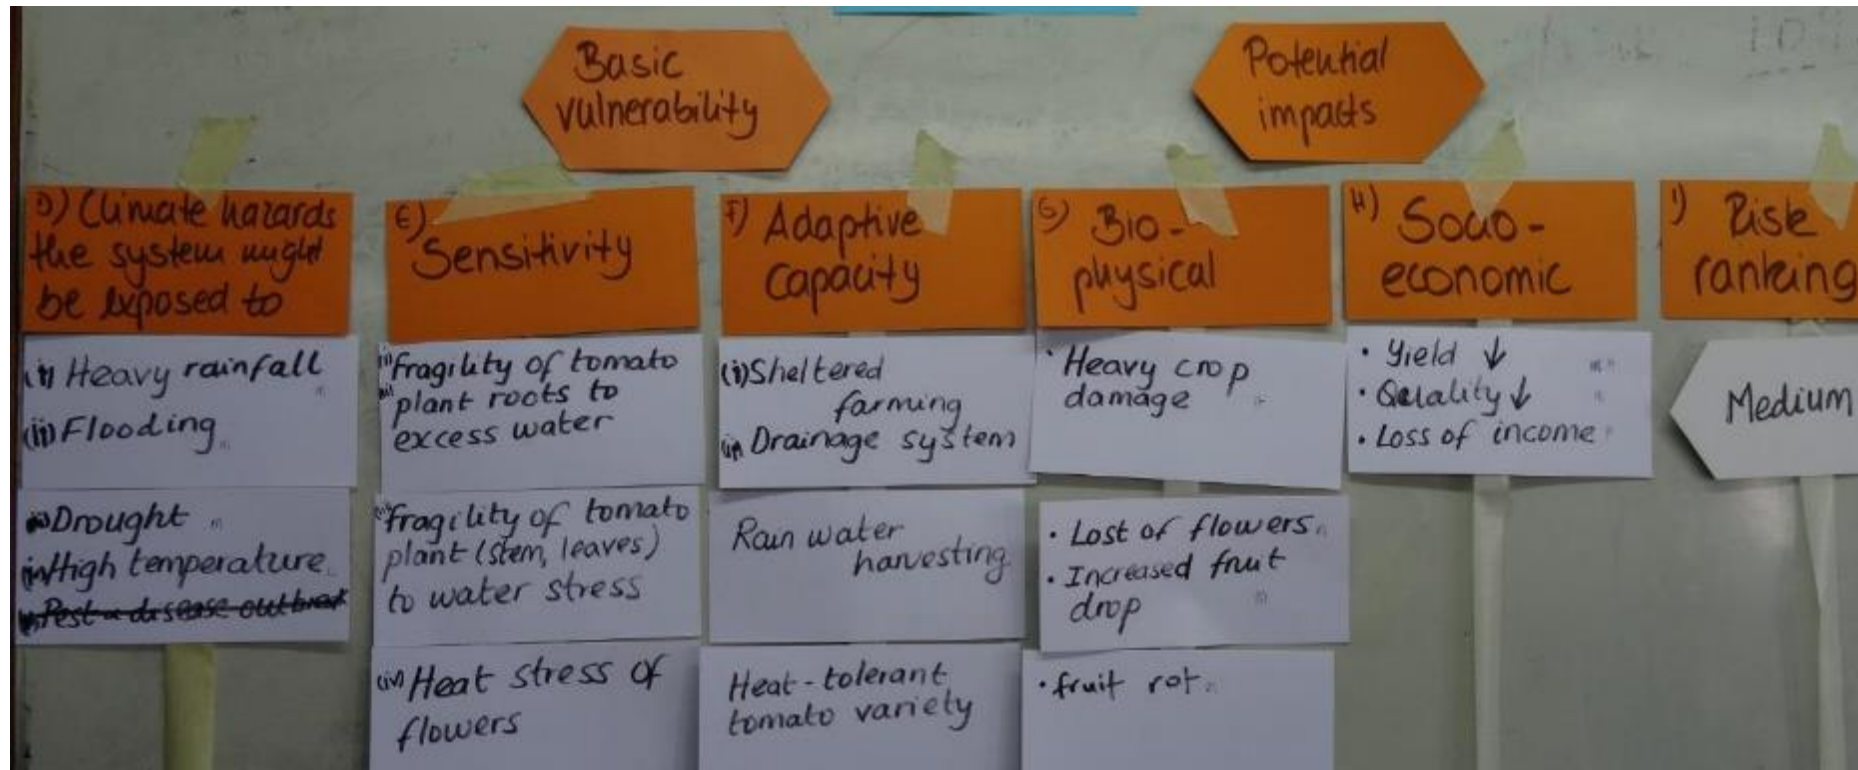 Basic
vulnerability
Potential
impacts
D) Climate hazards
the system might
be exposed to
E)
Sensitivity
F) Adaptive
capacity
G) Bio-
physical
H) Socio-
economic
I) Risk
ranking
(i) Heavy rainfall
(ii) Flooding
Drought
High temperature
Pest & disease outbreak
fragility of tomato
plant roots to
excess water
fragility of tomato
plant (stem, leaves)
to water stress
(iv) Heat stress of
flowers
(i) Sheltered
farming
(ii) Drainage system
Rain water
harvesting
Heat-tolerant
tomato variety
• Heavy crop
damage
• Lost of flowers
• Increased fruit
drop
• fruit rot
• Yield ↓
• Quality ↓
• Loss of income
Medium